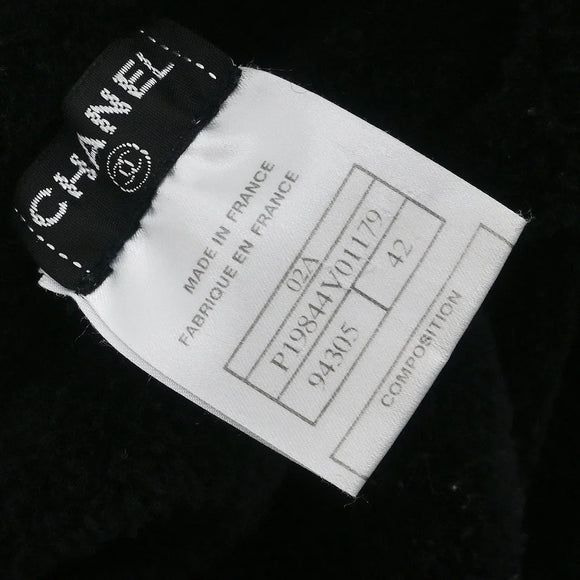 CHANEL
MADE IN FRANCE
FABRIQUE EN FRANCE
02A
P19844V01179
94305 42
COMPOSITION